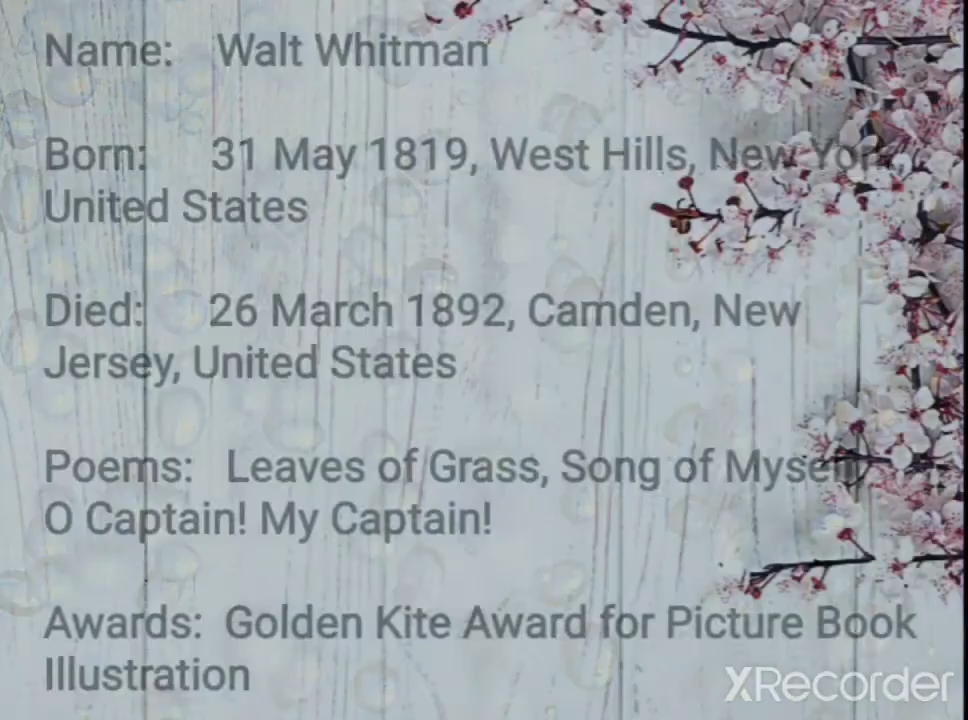 Name: Walt Whitman
Born: 31 May 1819, West Hills, New York
United States
Died: 26 March 1892, Camden, New
Jersey, United States
Poems: Leaves of Grass, Song of Myself
O Captain! My Captain!
Awards: Golden Kite Award for Picture Book
Illustration
XRecorder